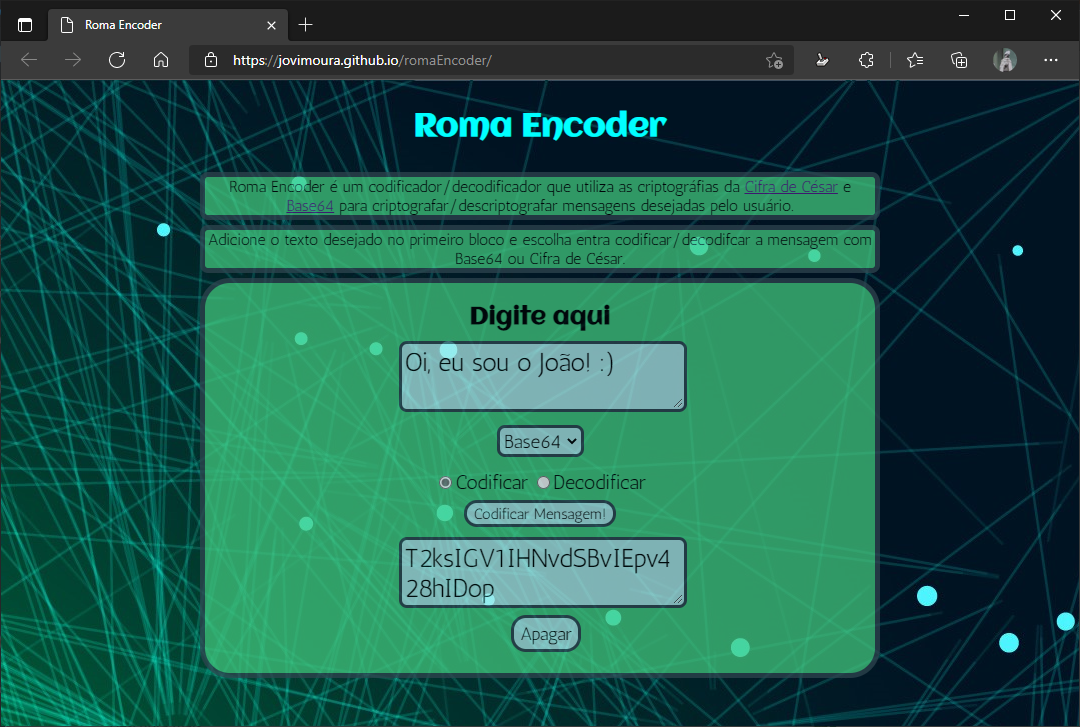 Roma Encoder
https://jovimoura.github.io/romaEncoder/
Roma Encoder
Roma Encoder é um codificador/decodificador que utiliza as criptográfias da Cifra de César e
Base64 para criptografar/descriptografar mensagens desejadas pelo usuário.
Adicione o texto desejado no primeiro bloco e escolha entra codificar/decodifcar a mensagem com
Base64 ou Cifra de César.
Digite aqui
Oi, eu sou o João! :)
Base64
Codificar Decodificar
Codificar Mensagem!
T2ksIGV1IHNvdSBvIEpv4
28hIDop
Apagar